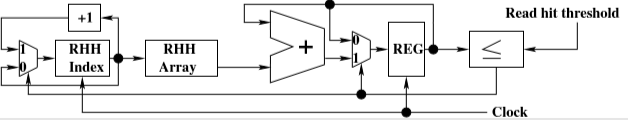 +1
Read hit threshold
1
0
RHH
Index
RHH
Array
+
0
1
REG
≤
Clock